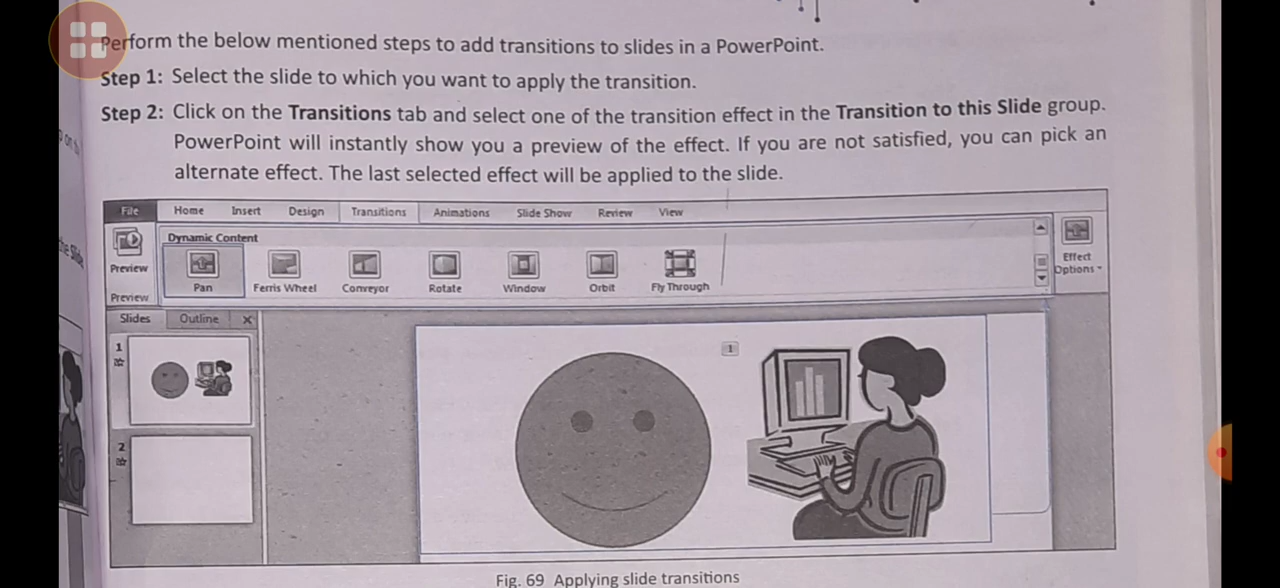 Perform the below mentioned steps to add transitions to slides in a PowerPoint.
Step 1: Select the slide to which you want to apply the transition.
Step 2: Click on the Transitions tab and select one of the transition effect in the Transition to this Slide group.
PowerPoint will instantly show you a preview of the effect. If you are not satisfied, you can pick an
alternate effect. The last selected effect will be applied to the slide.
File Home Insert Design Transitions Animations Slide Show Review View
Dynamic Content
Preview
Pan Ferris Wheel Conveyor Rotate Window Orbit Fly Through
Effect
Options
Preview
Slides Outline X
1
1
2
Fig. 69 Applying slide transitions